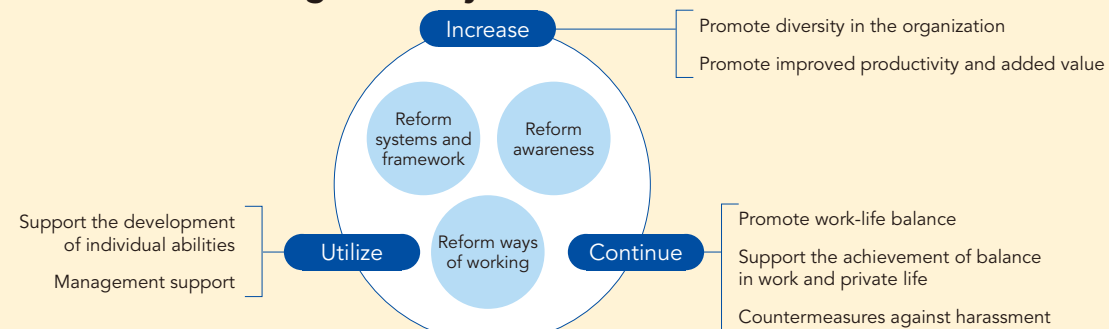 Increase
Promote diversity in the organization
Promote improved productivity and added value
Reform
systems and
framework
Reform
awareness
Support the development
of individual abilities
Management support
Utilize
Reform ways
of working
Continue
Promote work-life balance
Support the achievement of balance
in work and private life
Countermeasures against harassment